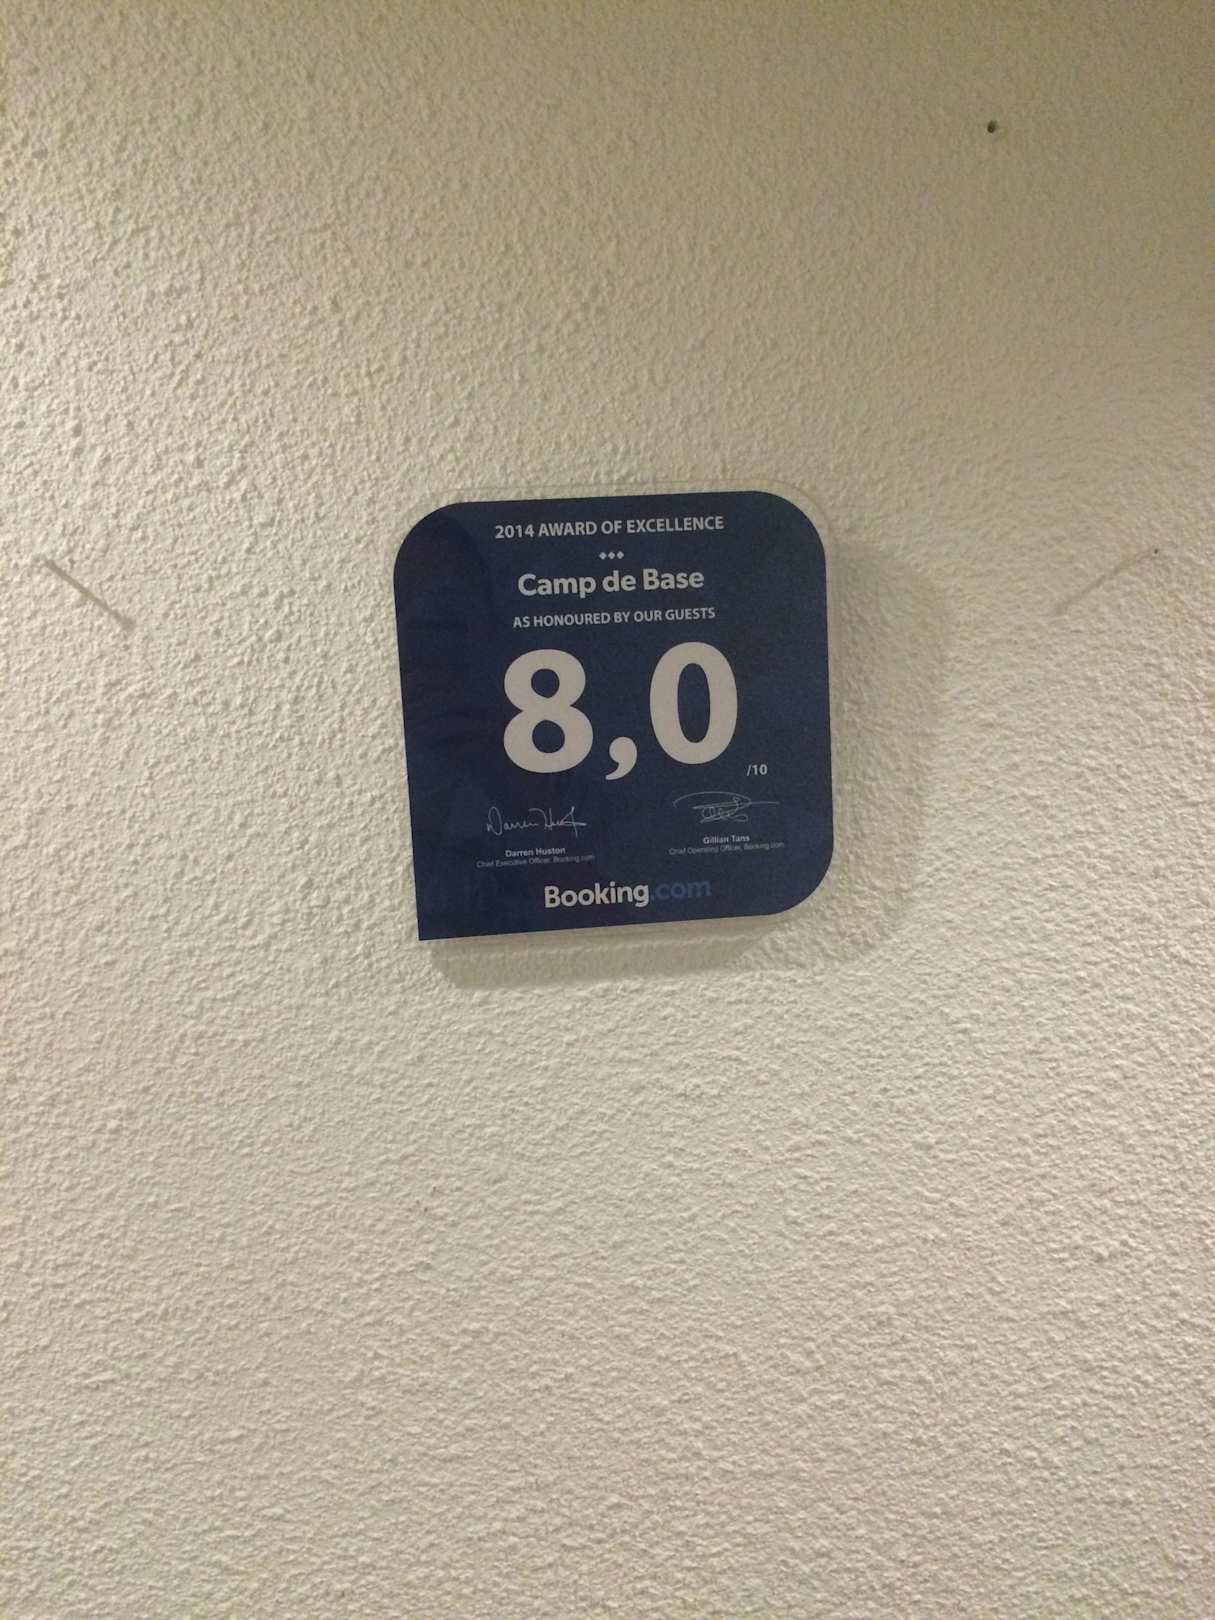 2014 AWARD OF EXCELLENCE
Camp de Base
AS HONOURED BY OUR GUESTS
8,0
/10
Darren Huston
Chief Executive Officer, Booking.com
Gillian Tans
Chief Operating Officer, Booking.com
Booking.com